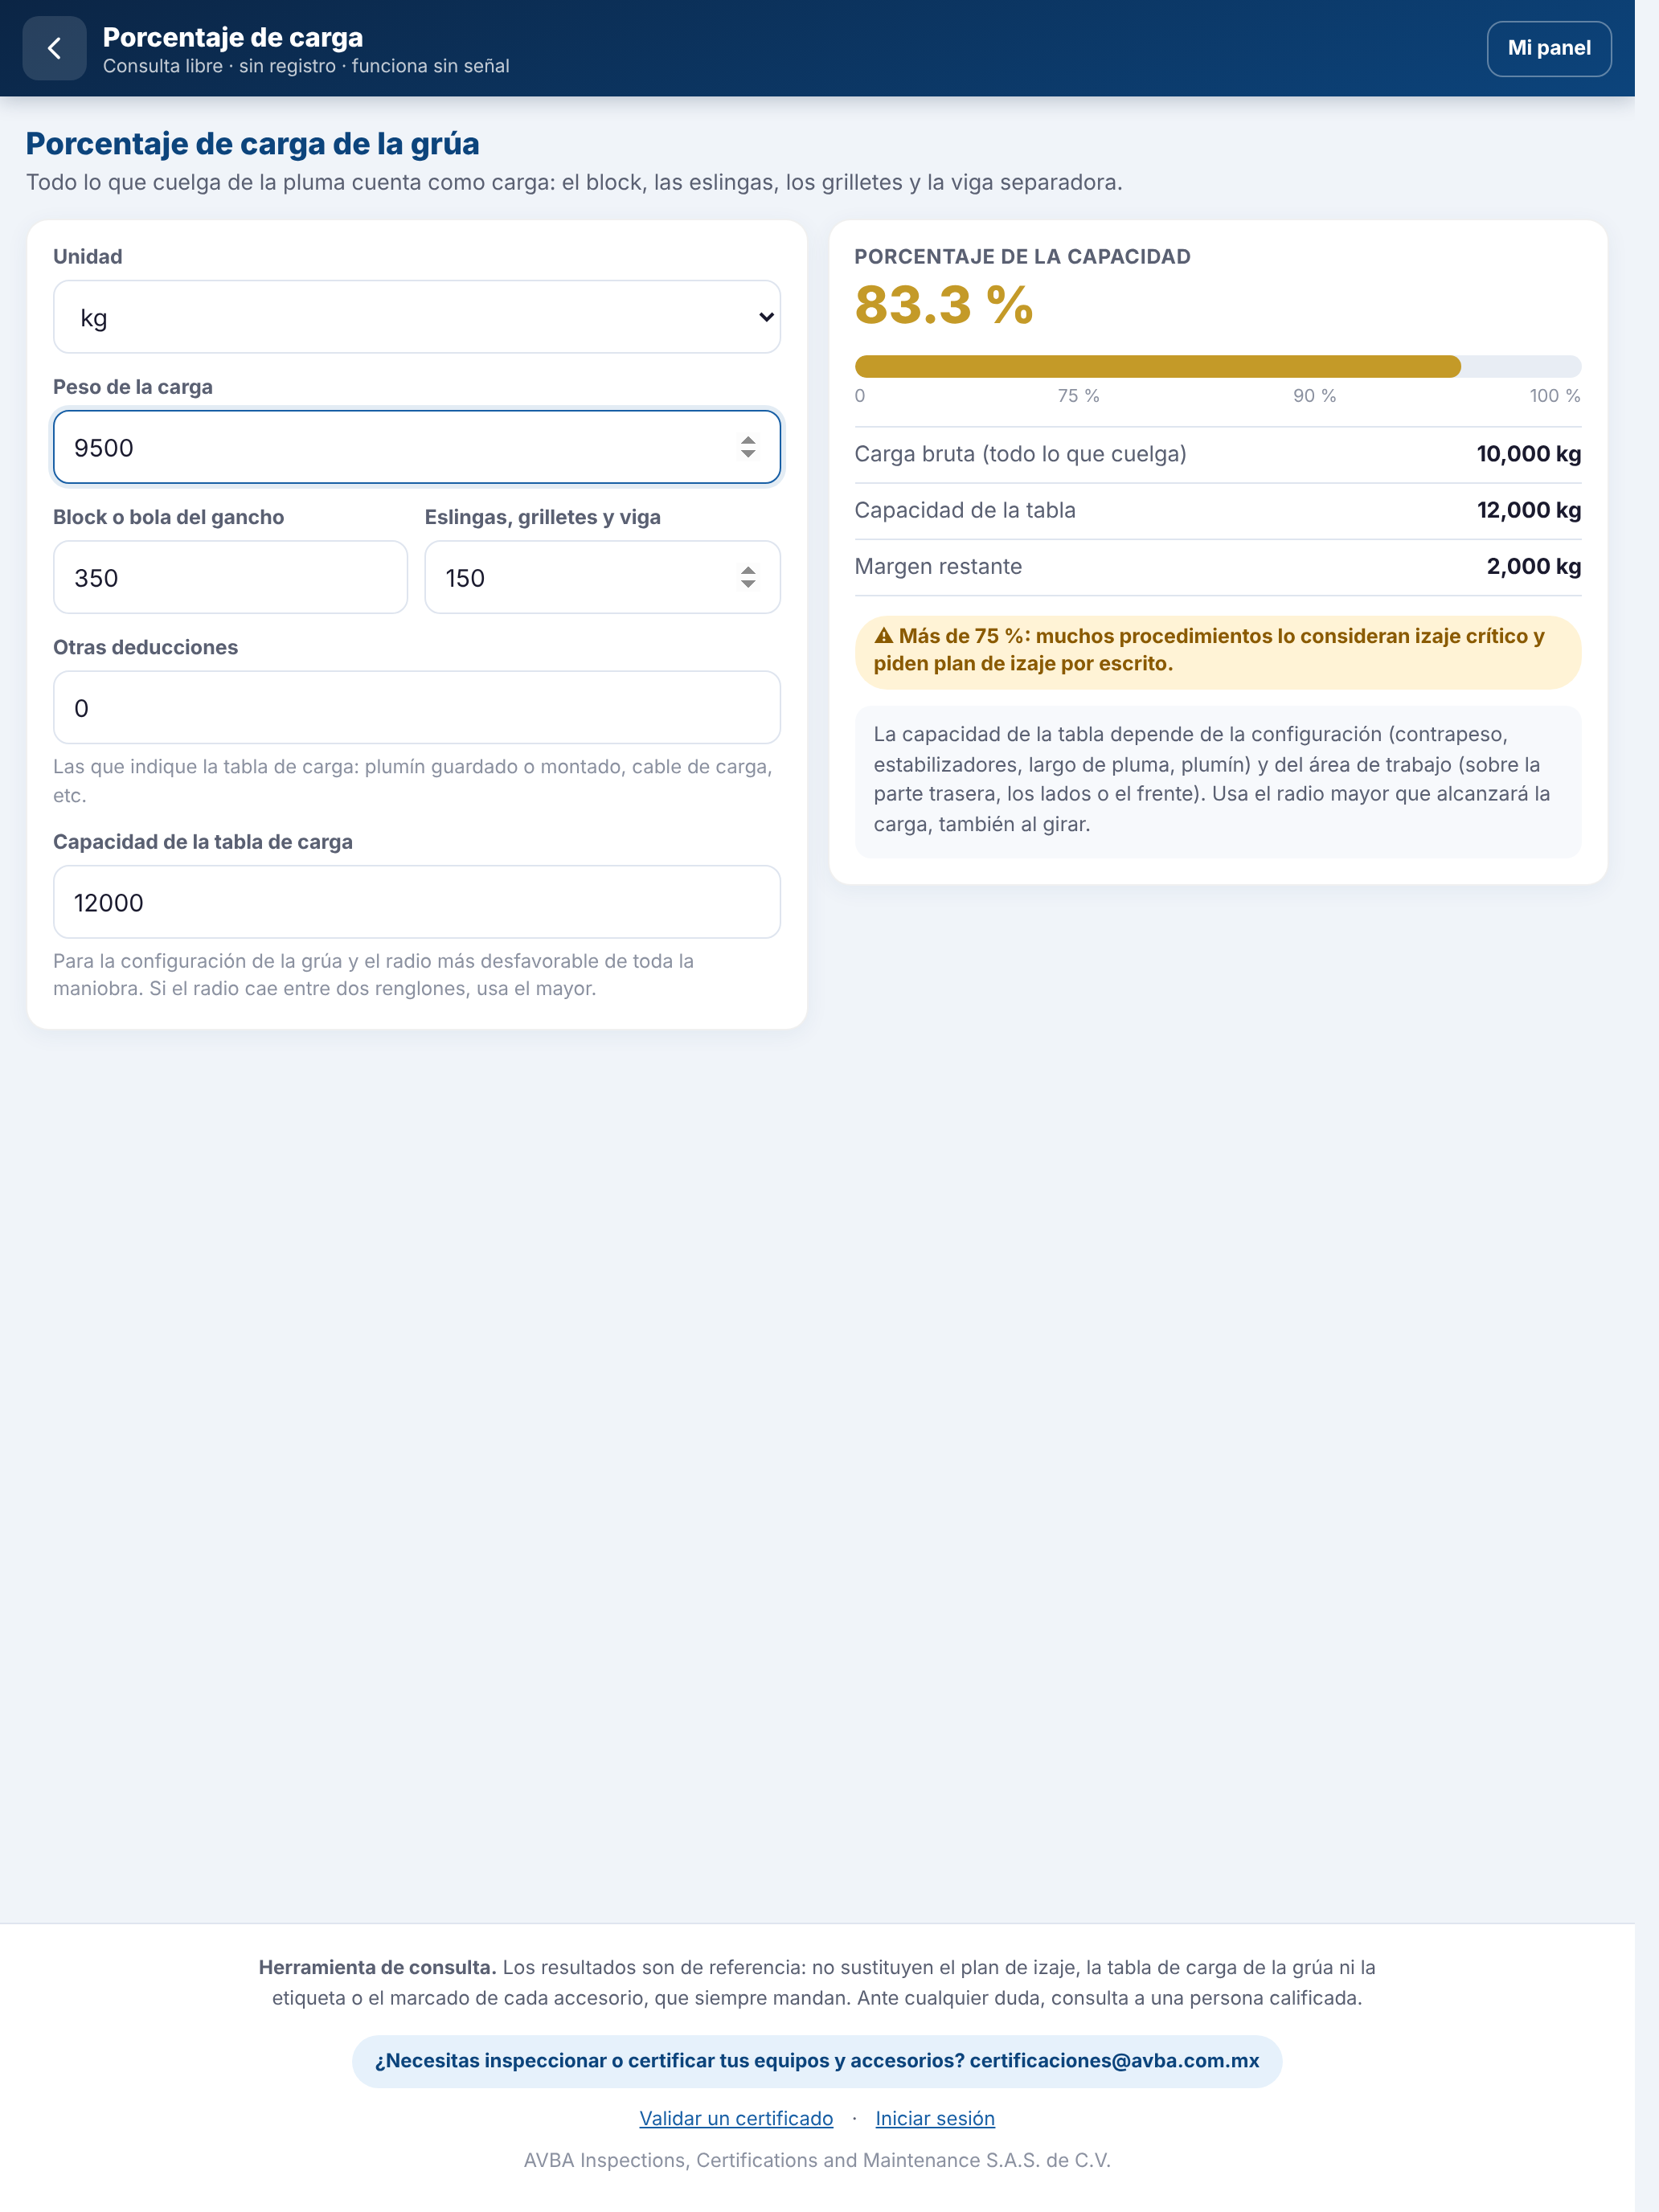 Porcentaje de carga
Consulta libre · sin registro · funciona sin señal
Mi panel
Porcentaje de carga de la grúa
Todo lo que cuelga de la pluma cuenta como carga: el block, las eslingas, los grilletes y la viga separadora.
Unidad
kg
Peso de la carga
9500
Block o bola del gancho
Eslingas, grilletes y viga
350
150
Otras deducciones
0
Las que indique la tabla de carga: plumín guardado o montado, cable de carga,
etc.
Capacidad de la tabla de carga
12000
Para la configuración de la grúa y el radio más desfavorable de toda la
maniobra. Si el radio cae entre dos renglones, usa el mayor.
PORCENTAJE DE LA CAPACIDAD
83.3 %
0 75 % 90 % 100 %
Carga bruta (todo lo que cuelga) 10,000 kg
Capacidad de la tabla 12,000 kg
Margen restante 2,000 kg
⚠ Más de 75 %: muchos procedimientos lo consideran izaje crítico y
piden plan de izaje por escrito.
La capacidad de la tabla depende de la configuración (contrapeso,
estabilizadores, largo de pluma, plumín) y del área de trabajo (sobre la
parte trasera, los lados o el frente). Usa el radio mayor que alcanzará la
carga, también al girar.
Herramienta de consulta. Los resultados son de referencia: no sustituyen el plan de izaje, la tabla de carga de la grúa ni la
etiqueta o el marcado de cada accesorio, que siempre mandan. Ante cualquier duda, consulta a una persona calificada.
¿Necesitas inspeccionar o certificar tus equipos y accesorios? certificaciones@avba.com.mx
Validar un certificado · Iniciar sesión
AVBA Inspections, Certifications and Maintenance S.A.S. de C.V.